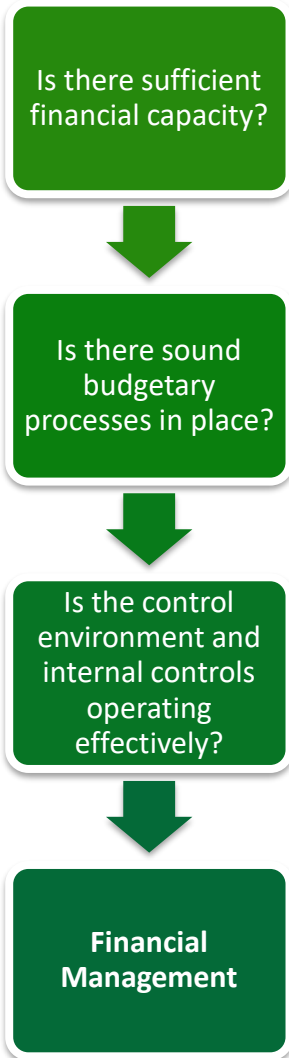 Is there sufficient
financial capacity?
Is there sound
budgetary
processes in place?
Is the control
environment and
internal controls
operating
effectively?
Financial
Management